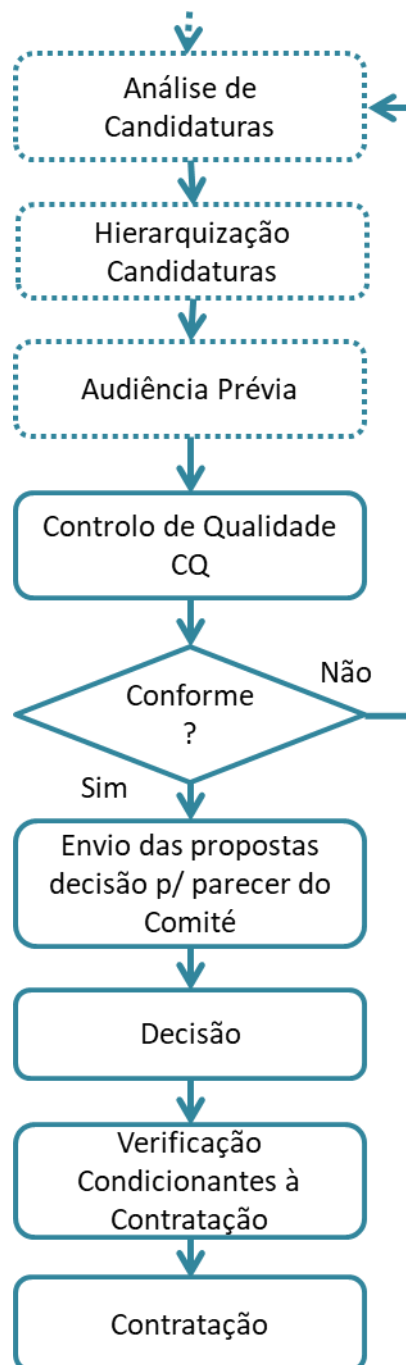 Análise de
Candidaturas
Hierarquização
Candidaturas
Audiência Prévia
Controlo de Qualidade
CQ
Conforme
?
Não
Sim
Envio das propostas
decisão p/ parecer do
Comité
Decisão
Verificação
Condicionantes à
Contratação
Contratação